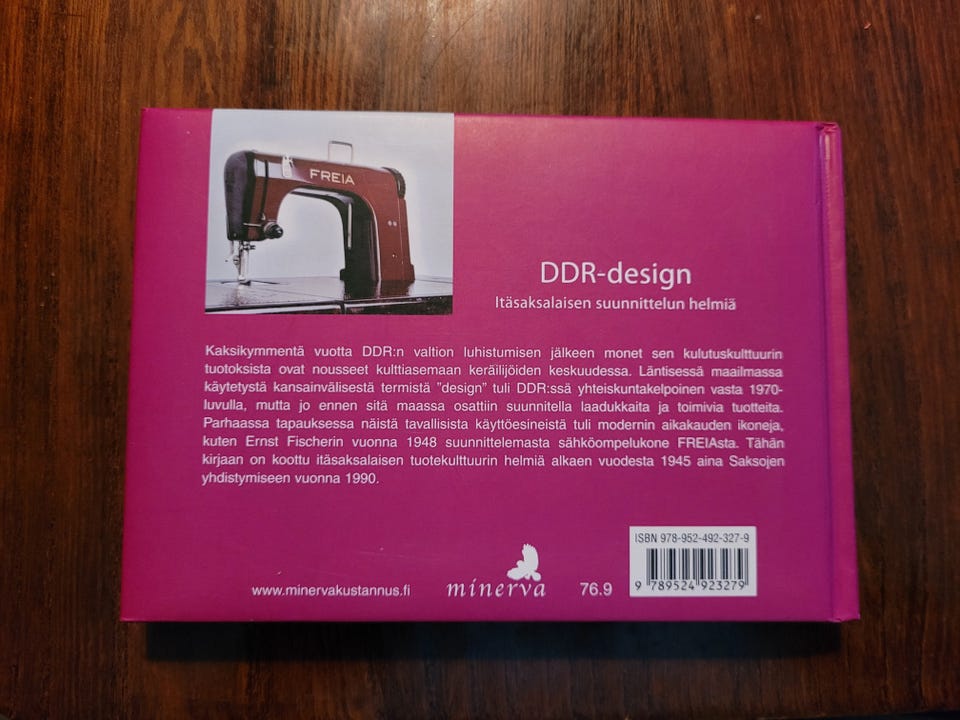 FREIA
DDR-design
Itäsaksalaisen suunnittelun helmiä
Kaksikymmentä vuotta DDR:n valtion luhistumisen jälkeen monet sen kulutuskulttuurin
tuotoksista ovat nousseet kulttiasemaan keräilijöiden keskuudessa. Läntisessä maailmassa
käytetystä kansainvälisestä termistä ”design” tuli DDR:ssä yhteiskuntakelpoinen vasta 1970-
luvulla, mutta jo ennen sitä maassa osattiin suunnitella laadukkaita ja toimivia tuotteita.
Parhaassa tapauksessa näistä tavallisista käyttöesineistä tuli modernin aikakauden ikoneja,
kuten Ernst Fischerin vuonna 1948 suunnittelemasta sähköompelukone FREIAsta. Tähän
kirjaan on koottu itäsaksalaisen tuotekulttuurin helmiä alkaen vuodesta 1945 aina Saksojen
yhdistymiseen vuonna 1990.
ISBN 978-952-492-327-9
www.minervakustannus.fi
minerva
76.9
9 789524 923279